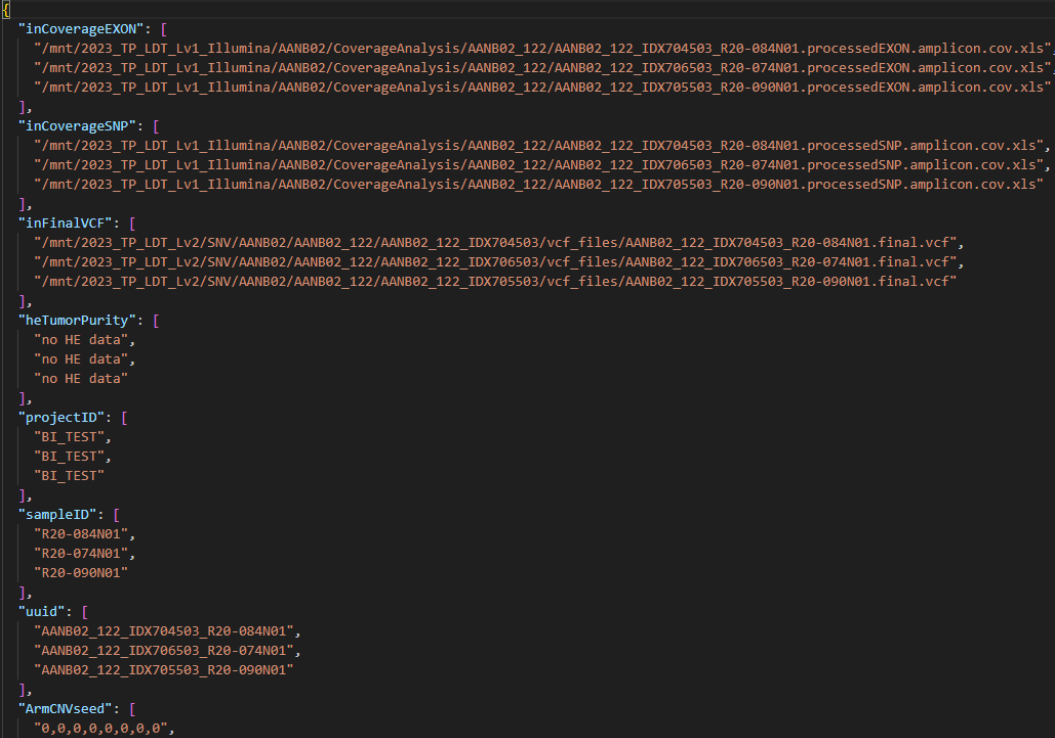 {
"inCoverageEXON": [
"/mnt/2023_TP_LDT_Lv1_Illumina/AANB02/CoverageAnalysis/AANB02_122/AANB02_122_IDX704503_R20-084N01.processedEXON.amplicon.cov.xls",
"/mnt/2023_TP_LDT_Lv1_Illumina/AANB02/CoverageAnalysis/AANB02_122/AANB02_122_IDX706503_R20-074N01.processedEXON.amplicon.cov.xls",
"/mnt/2023_TP_LDT_Lv1_Illumina/AANB02/CoverageAnalysis/AANB02_122/AANB02_122_IDX705503_R20-090N01.processedEXON.amplicon.cov.xls"
],
"inCoverageSNP": [
"/mnt/2023_TP_LDT_Lv1_Illumina/AANB02/CoverageAnalysis/AANB02_122/AANB02_122_IDX704503_R20-084N01.processedSNP.amplicon.cov.xls",
"/mnt/2023_TP_LDT_Lv1_Illumina/AANB02/CoverageAnalysis/AANB02_122/AANB02_122_IDX706503_R20-074N01.processedSNP.amplicon.cov.xls",
"/mnt/2023_TP_LDT_Lv1_Illumina/AANB02/CoverageAnalysis/AANB02_122/AANB02_122_IDX705503_R20-090N01.processedSNP.amplicon.cov.xls"
],
"inFinalVCF": [
"/mnt/2023_TP_LDT_Lv2/SNV/AANB02/AANB02_122/AANB02_122_IDX704503/vcf_files/AANB02_122_IDX704503_R20-084N01.final.vcf",
"/mnt/2023_TP_LDT_Lv2/SNV/AANB02/AANB02_122/AANB02_122_IDX706503/vcf_files/AANB02_122_IDX706503_R20-074N01.final.vcf",
"/mnt/2023_TP_LDT_Lv2/SNV/AANB02/AANB02_122/AANB02_122_IDX705503/vcf_files/AANB02_122_IDX705503_R20-090N01.final.vcf"
],
"heTumorPurity": [
"no HE data",
"no HE data",
"no HE data"
],
"projectID": [
"BI_TEST",
"BI_TEST",
"BI_TEST"
],
"sampleID": [
"R20-084N01",
"R20-074N01",
"R20-090N01"
],
"uuid": [
"AANB02_122_IDX704503_R20-084N01",
"AANB02_122_IDX706503_R20-074N01",
"AANB02_122_IDX705503_R20-090N01"
],
"ArmCNVseed": [
"0,0,0,0,0,0,0,0",